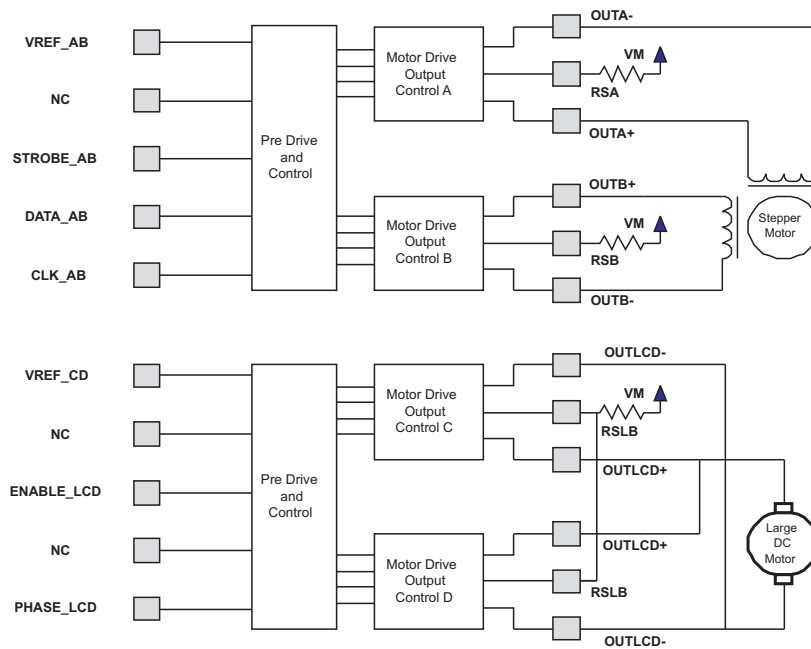 VREF_AB
NC
STROBE_AB
DATA_AB
CLK_AB
Pre Drive
and
Control
Motor Drive
Output
Control A
Motor Drive
Output
Control B
OUTA-
VM
RSA
OUTA+
OUTB+
VM
RSB
OUTB-
Stepper
Motor
VREF_CD
NC
ENABLE_LCD
NC
PHASE_LCD
Pre Drive
and
Control
Motor Drive
Output
Control C
Motor Drive
Output
Control D
OUTLCD-
VM
RSLB
OUTLCD+
OUTLCD+
RSLB
OUTLCD-
Large
DC
Motor